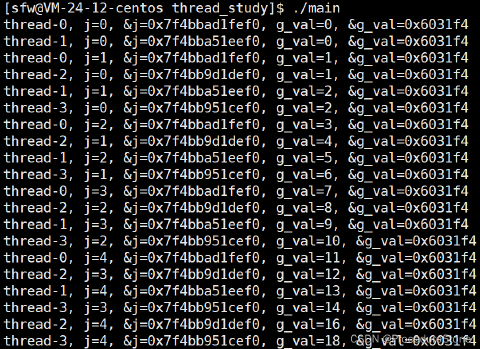 [sfw@VM-24-12-centos thread_study]$ ./main
thread-0, j=0, &j=0x7f4bbad1fef0, g_val=0, &g_val=0x6031f4
thread-1, j=0, &j=0x7f4bba51eef0, g_val=0, &g_val=0x6031f4
thread-0, j=1, &j=0x7f4bbad1fef0, g_val=1, &g_val=0x6031f4
thread-2, j=0, &j=0x7f4bb9d1def0, g_val=1, &g_val=0x6031f4
thread-1, j=1, &j=0x7f4bba51eef0, g_val=2, &g_val=0x6031f4
thread-3, j=0, &j=0x7f4bb951cef0, g_val=2, &g_val=0x6031f4
thread-0, j=2, &j=0x7f4bbad1fef0, g_val=3, &g_val=0x6031f4
thread-2, j=1, &j=0x7f4bb9d1def0, g_val=4, &g_val=0x6031f4
thread-1, j=2, &j=0x7f4bba51eef0, g_val=5, &g_val=0x6031f4
thread-3, j=1, &j=0x7f4bb951cef0, g_val=6, &g_val=0x6031f4
thread-0, j=3, &j=0x7f4bbad1fef0, g_val=7, &g_val=0x6031f4
thread-2, j=2, &j=0x7f4bb9d1def0, g_val=8, &g_val=0x6031f4
thread-1, j=3, &j=0x7f4bba51eef0, g_val=9, &g_val=0x6031f4
thread-3, j=2, &j=0x7f4bb951cef0, g_val=10, &g_val=0x6031f4
thread-0, j=4, &j=0x7f4bbad1fef0, g_val=11, &g_val=0x6031f4
thread-2, j=3, &j=0x7f4bb9d1def0, g_val=12, &g_val=0x6031f4
thread-1, j=4, &j=0x7f4bba51eef0, g_val=13, &g_val=0x6031f4
thread-3, j=3, &j=0x7f4bb951cef0, g_val=14, &g_val=0x6031f4
thread-2, j=4, &j=0x7f4bb9d1def0, g_val=16, &g_val=0x6031f4
thread-3, j=4, &j=0x7f4bb951cef0, g_val=18, &g_val=0x6031f4